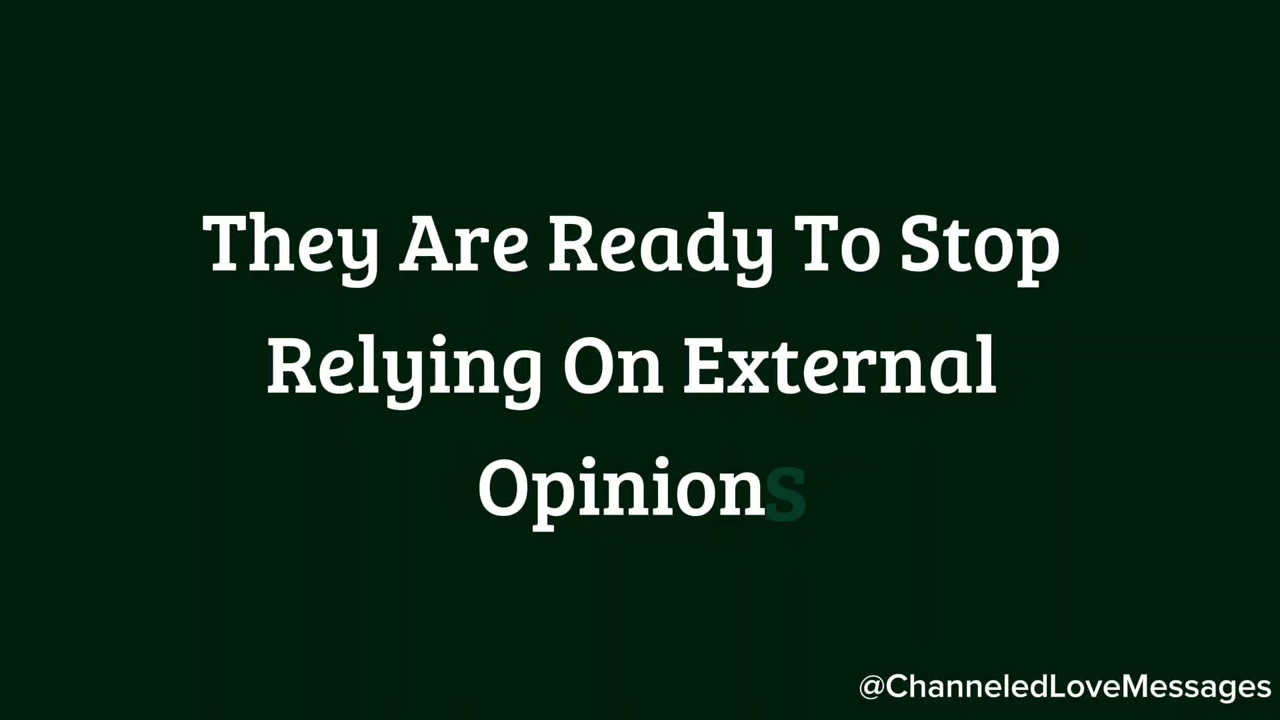 They Are Ready To Stop
Relying On External
Opinions
@ChanneledLoveMessages